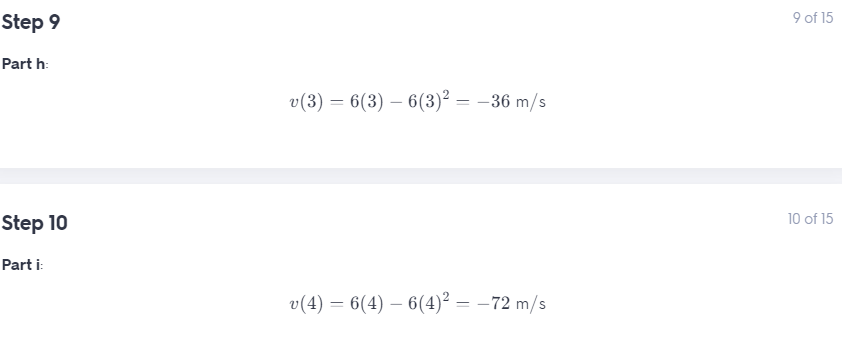 Step 9
9 of 15
Part h:
v(3) = 6(3) − 6(3)² = −36 m/s
Step 10
10 of 15
Part i:
v(4) = 6(4) − 6(4)² = −72 m/s